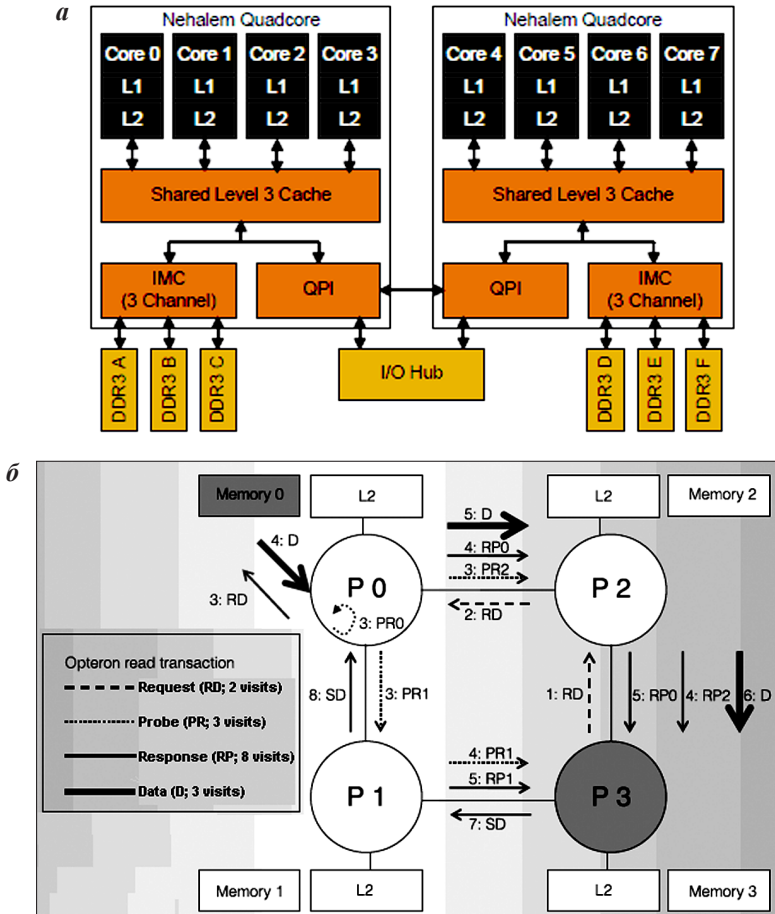 а
Nehalem Quadcore
Nehalem Quadcore
Core 0
L1
L2
Core 1
L1
L2
Core 2
L1
L2
Core 3
L1
L2
Core 4
L1
L2
Core 5
L1
L2
Core 6
L1
L2
Core 7
L1
L2
Shared Level 3 Cache
Shared Level 3 Cache
IMC
(3 Channel)
QPI
QPI
IMC
(3 Channel)
DDR3 A
DDR3 B
DDR3 C
I/O Hub
DDR3 D
DDR3 E
DDR3 F
б
Memory 0
L2
L2
Memory 2
4: D
5: D
4: RP0
3: PR2
2: RD
P 0
P 2
3: RD
3: PR0
Opteron read transaction
Request (RD; 2 visits)
Probe (PR; 3 visits)
Response (RP; 8 visits)
Data (D; 3 visits)
8: SD
3: PR1
1: RD
5: RP0
4: RP2
6: D
4: PR1
5: RP1
7: SD
P 1
P 3
Memory 1
L2
L2
Memory 3